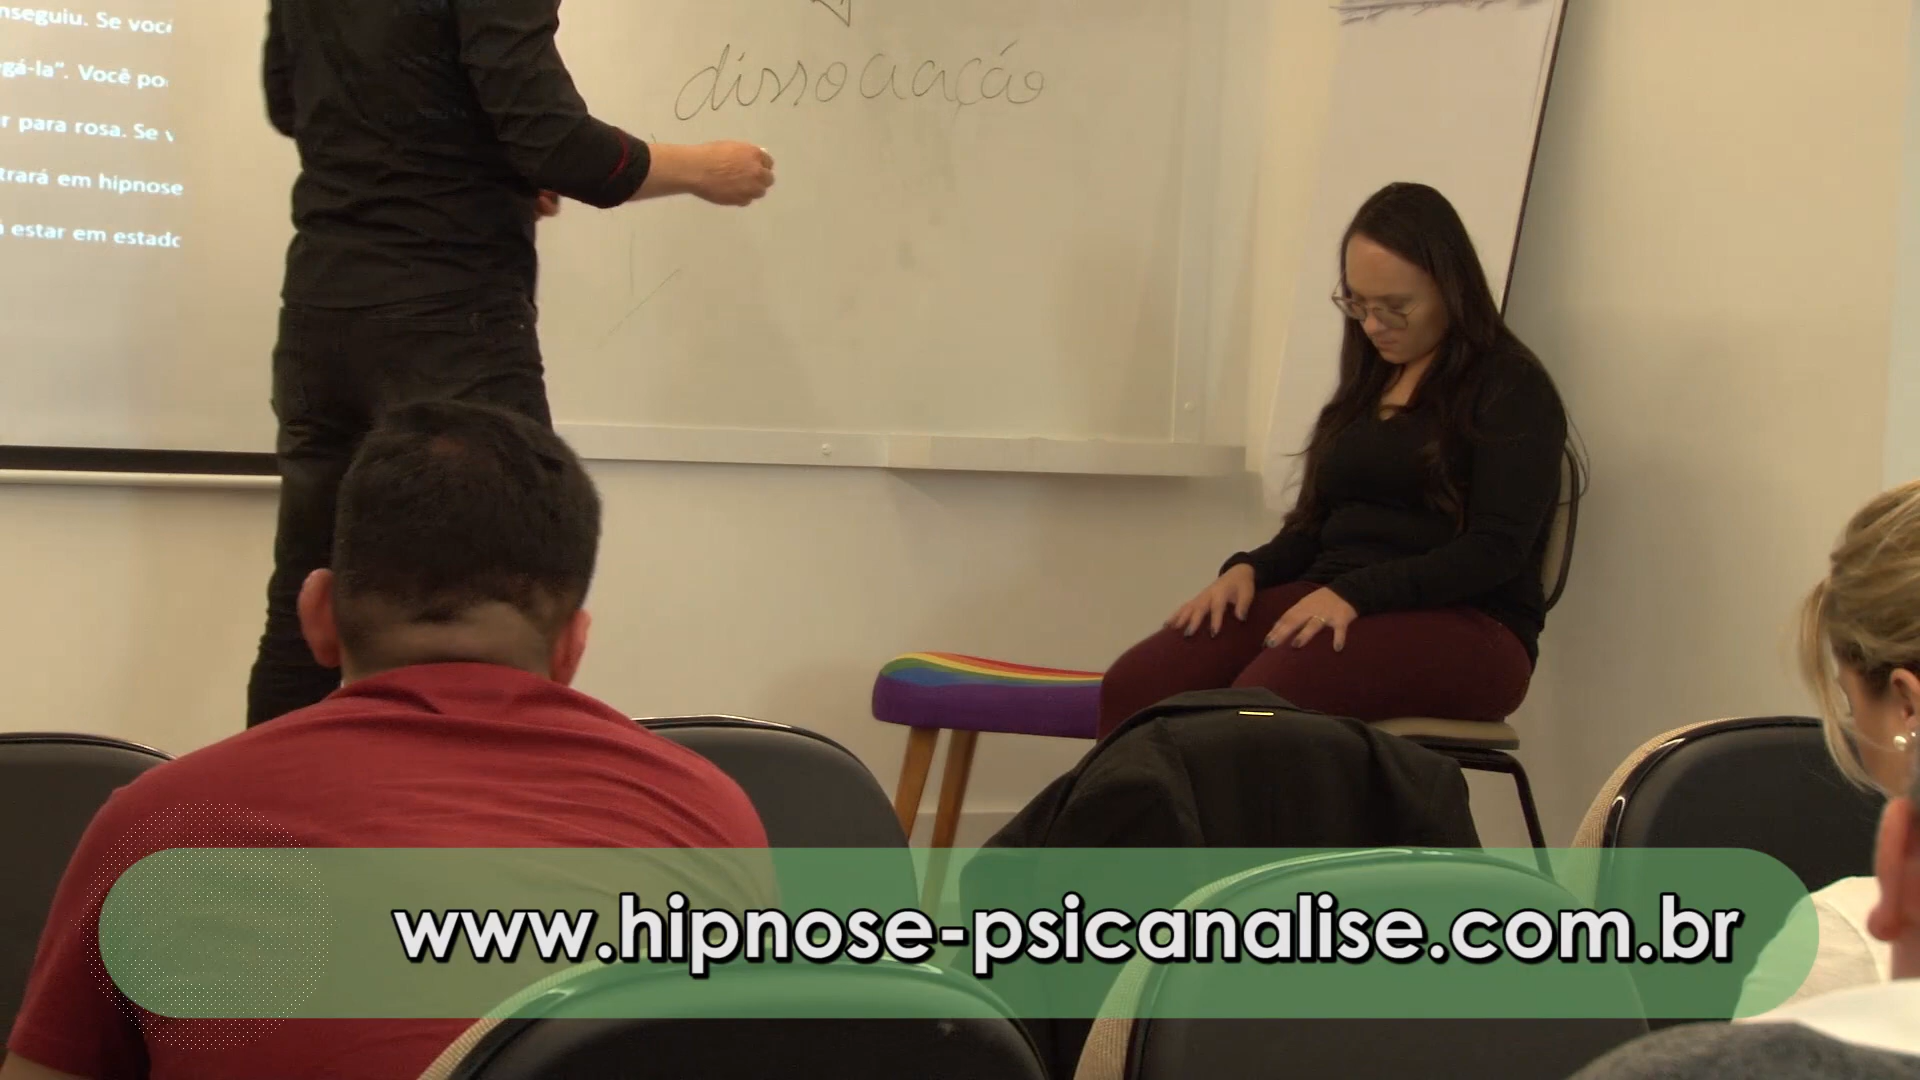 nseguiu. Se você
gá-la". Você po
r para rosa. Se v
trará em hipnose
estar em estado
dissociação
www.hipnose-psicanalise.com.br